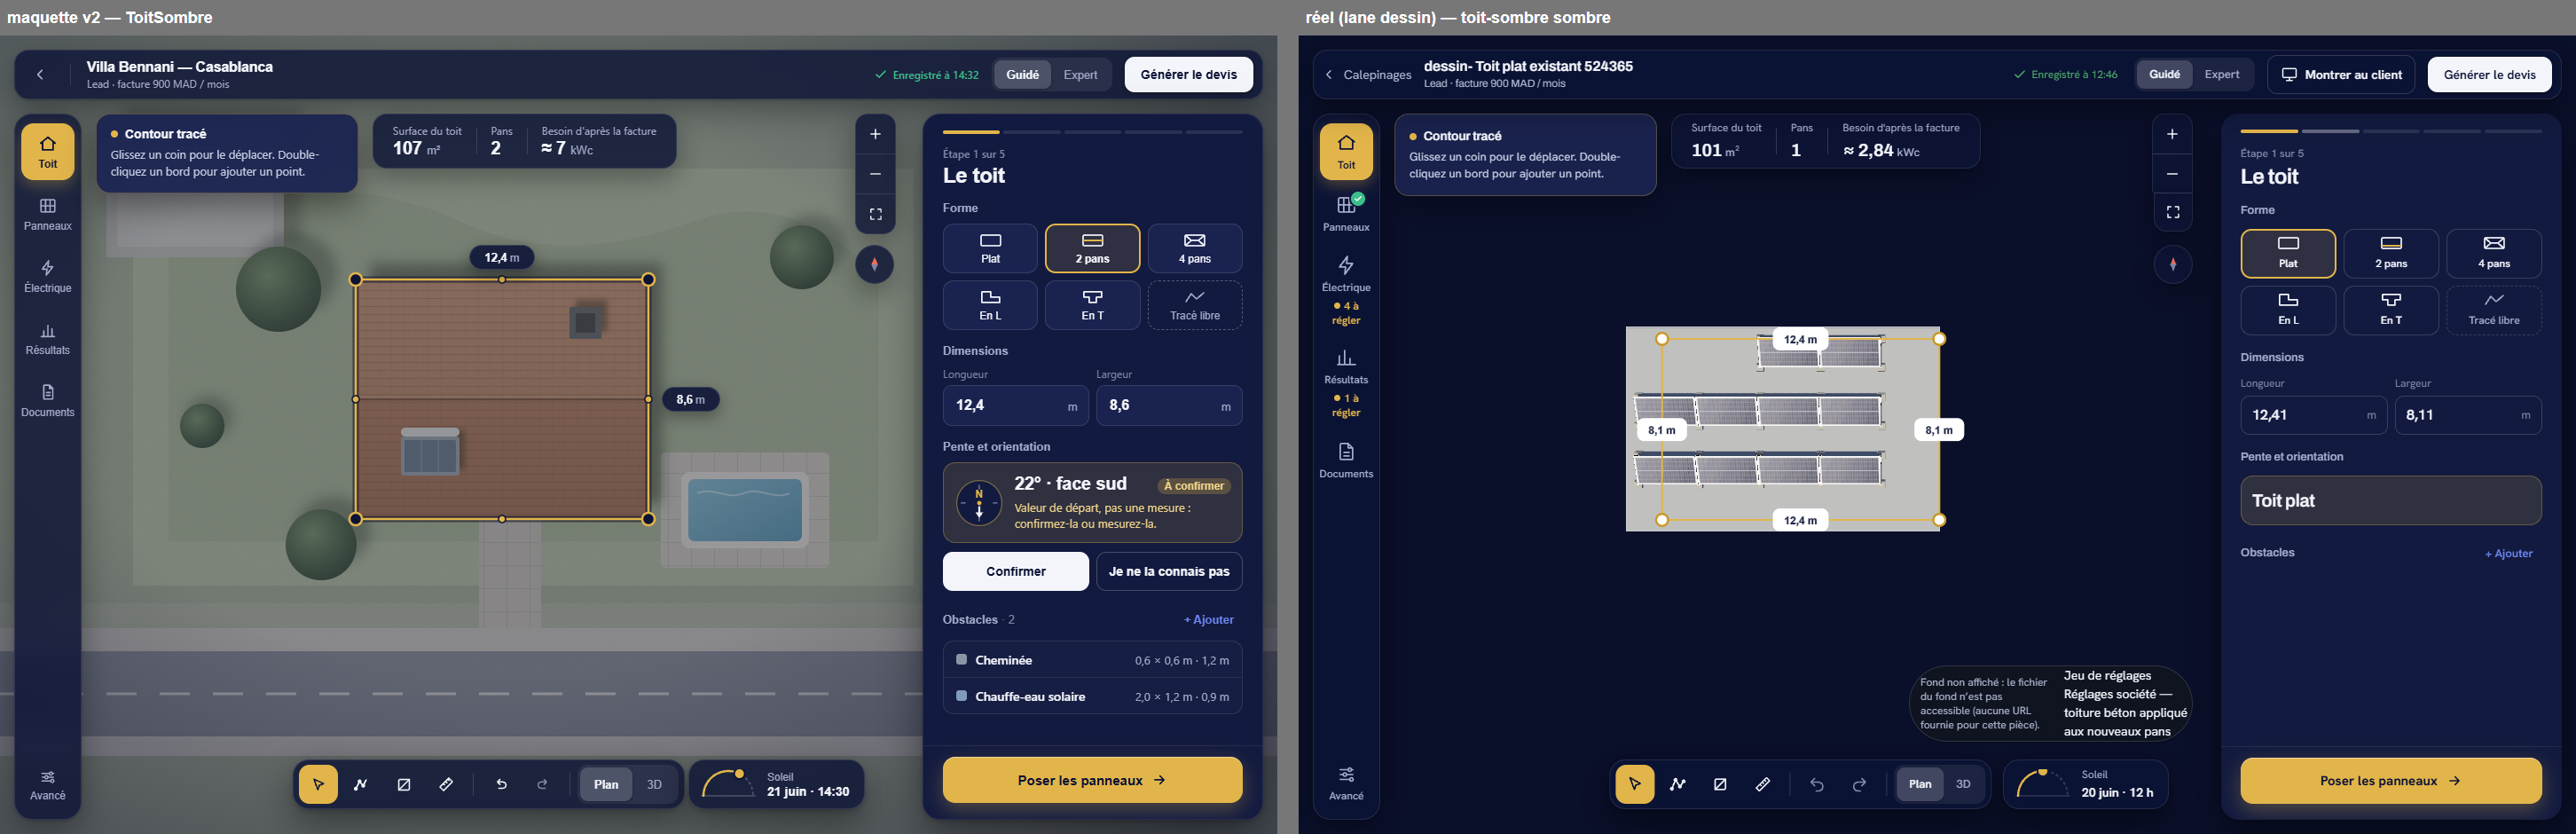 maquette v2 — ToitSombre
Villa Bennani — Casablanca
Lead · facture 900 MAD / mois
Enregistré à 14:32
Guidé
Expert
Générer le devis
Toit
Panneaux
Électrique
Résultats
Documents
Avancé
Contour tracé
Glissez un coin pour le déplacer. Double-
cliquez un bord pour ajouter un point.
Surface du toit
107 m²
Pans
2
Besoin d'après la facture
≈ 7 kWc
12,4 m
8,6 m
Étape 1 sur 5
Le toit
Forme
Plat
2 pans
4 pans
En L
En T
Tracé libre
Dimensions
Longueur
Largeur
12,4 m
8,6 m
Pente et orientation
N
22° · face sud
À confirmer
Valeur de départ, pas une mesure :
confirmez-la ou mesurez-la.
Confirmer
Je ne la connais pas
Obstacles · 2
+ Ajouter
Cheminée
0,6 × 0,6 m · 1,2 m
Chauffe-eau solaire
2,0 × 1,2 m · 0,9 m
Plan
3D
Soleil
21 juin · 14:30
Poser les panneaux →
réel (lane dessin) — toit-sombre sombre
Calepinages
dessin- Toit plat existant 524365
Lead · facture 900 MAD / mois
Enregistré à 12:46
Guidé
Expert
Montrer au client
Générer le devis
Toit
Panneaux
Électrique
4 à
régler
Résultats
1 à
régler
Documents
Avancé
Contour tracé
Glissez un coin pour le déplacer. Double-
cliquez un bord pour ajouter un point.
Surface du toit
101 m²
Pans
1
Besoin d'après la facture
≈ 2,84 kWc
12,4 m
8,1 m
8,1 m
12,4 m
Fond non affiché : le fichier
du fond n'est pas
accessible (aucune URL
fournie pour cette pièce).
Jeu de réglages
Réglages société —
toiture béton appliqué
aux nouveaux pans
Plan
3D
Soleil
20 juin · 12 h
Étape 1 sur 5
Le toit
Forme
Plat
2 pans
4 pans
En L
En T
Tracé libre
Dimensions
Longueur
Largeur
12,41 m
8,11 m
Pente et orientation
Toit plat
Obstacles
+ Ajouter
Poser les panneaux →